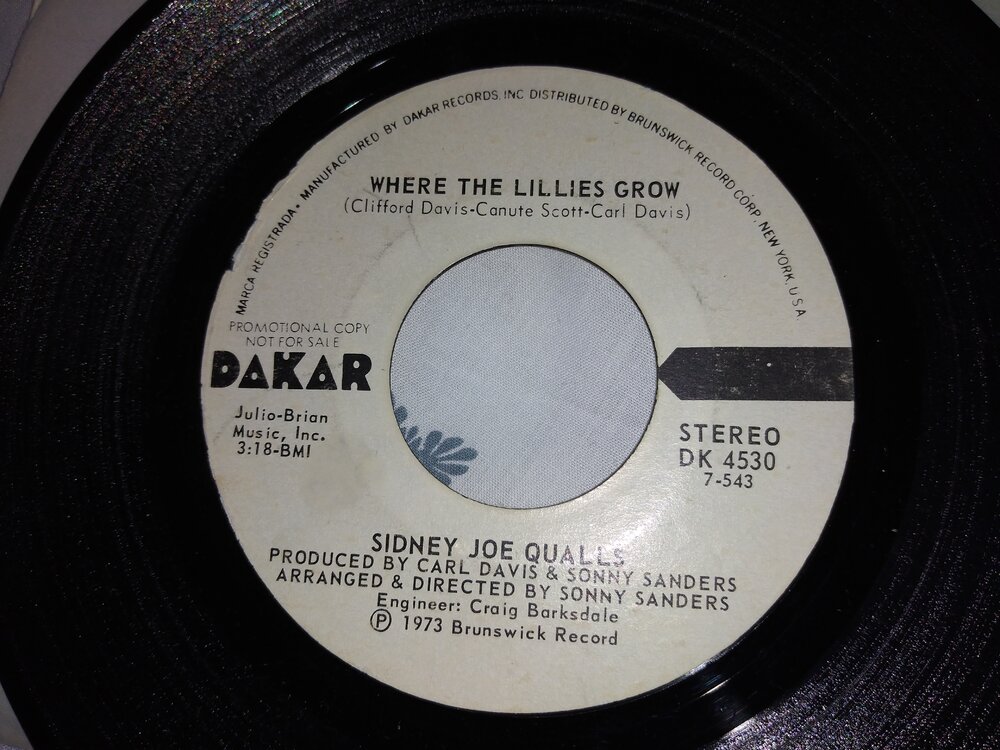 MARCA REGISTRADA • MANUFACTURED BY DAKAR RECORDS, INC DISTRIBUTED BY BRUNSWICK RECORD CORP., NEW YORK, U S A
WHERE THE LILLIES GROW
(Clifford Davis-Canute Scott-Carl Davis)
PROMOTIONAL COPY
NOT FOR SALE
DAKAR
Julio-Brian
Music, Inc.
3:18-BMI
STEREO
DK 4530
7-543
SIDNEY JOE QUALLS
PRODUCED BY CARL DAVIS & SONNY SANDERS
ARRANGED & DIRECTED BY SONNY SANDERS
Engineer: Craig Barksdale
Ⓟ 1973 Brunswick Record